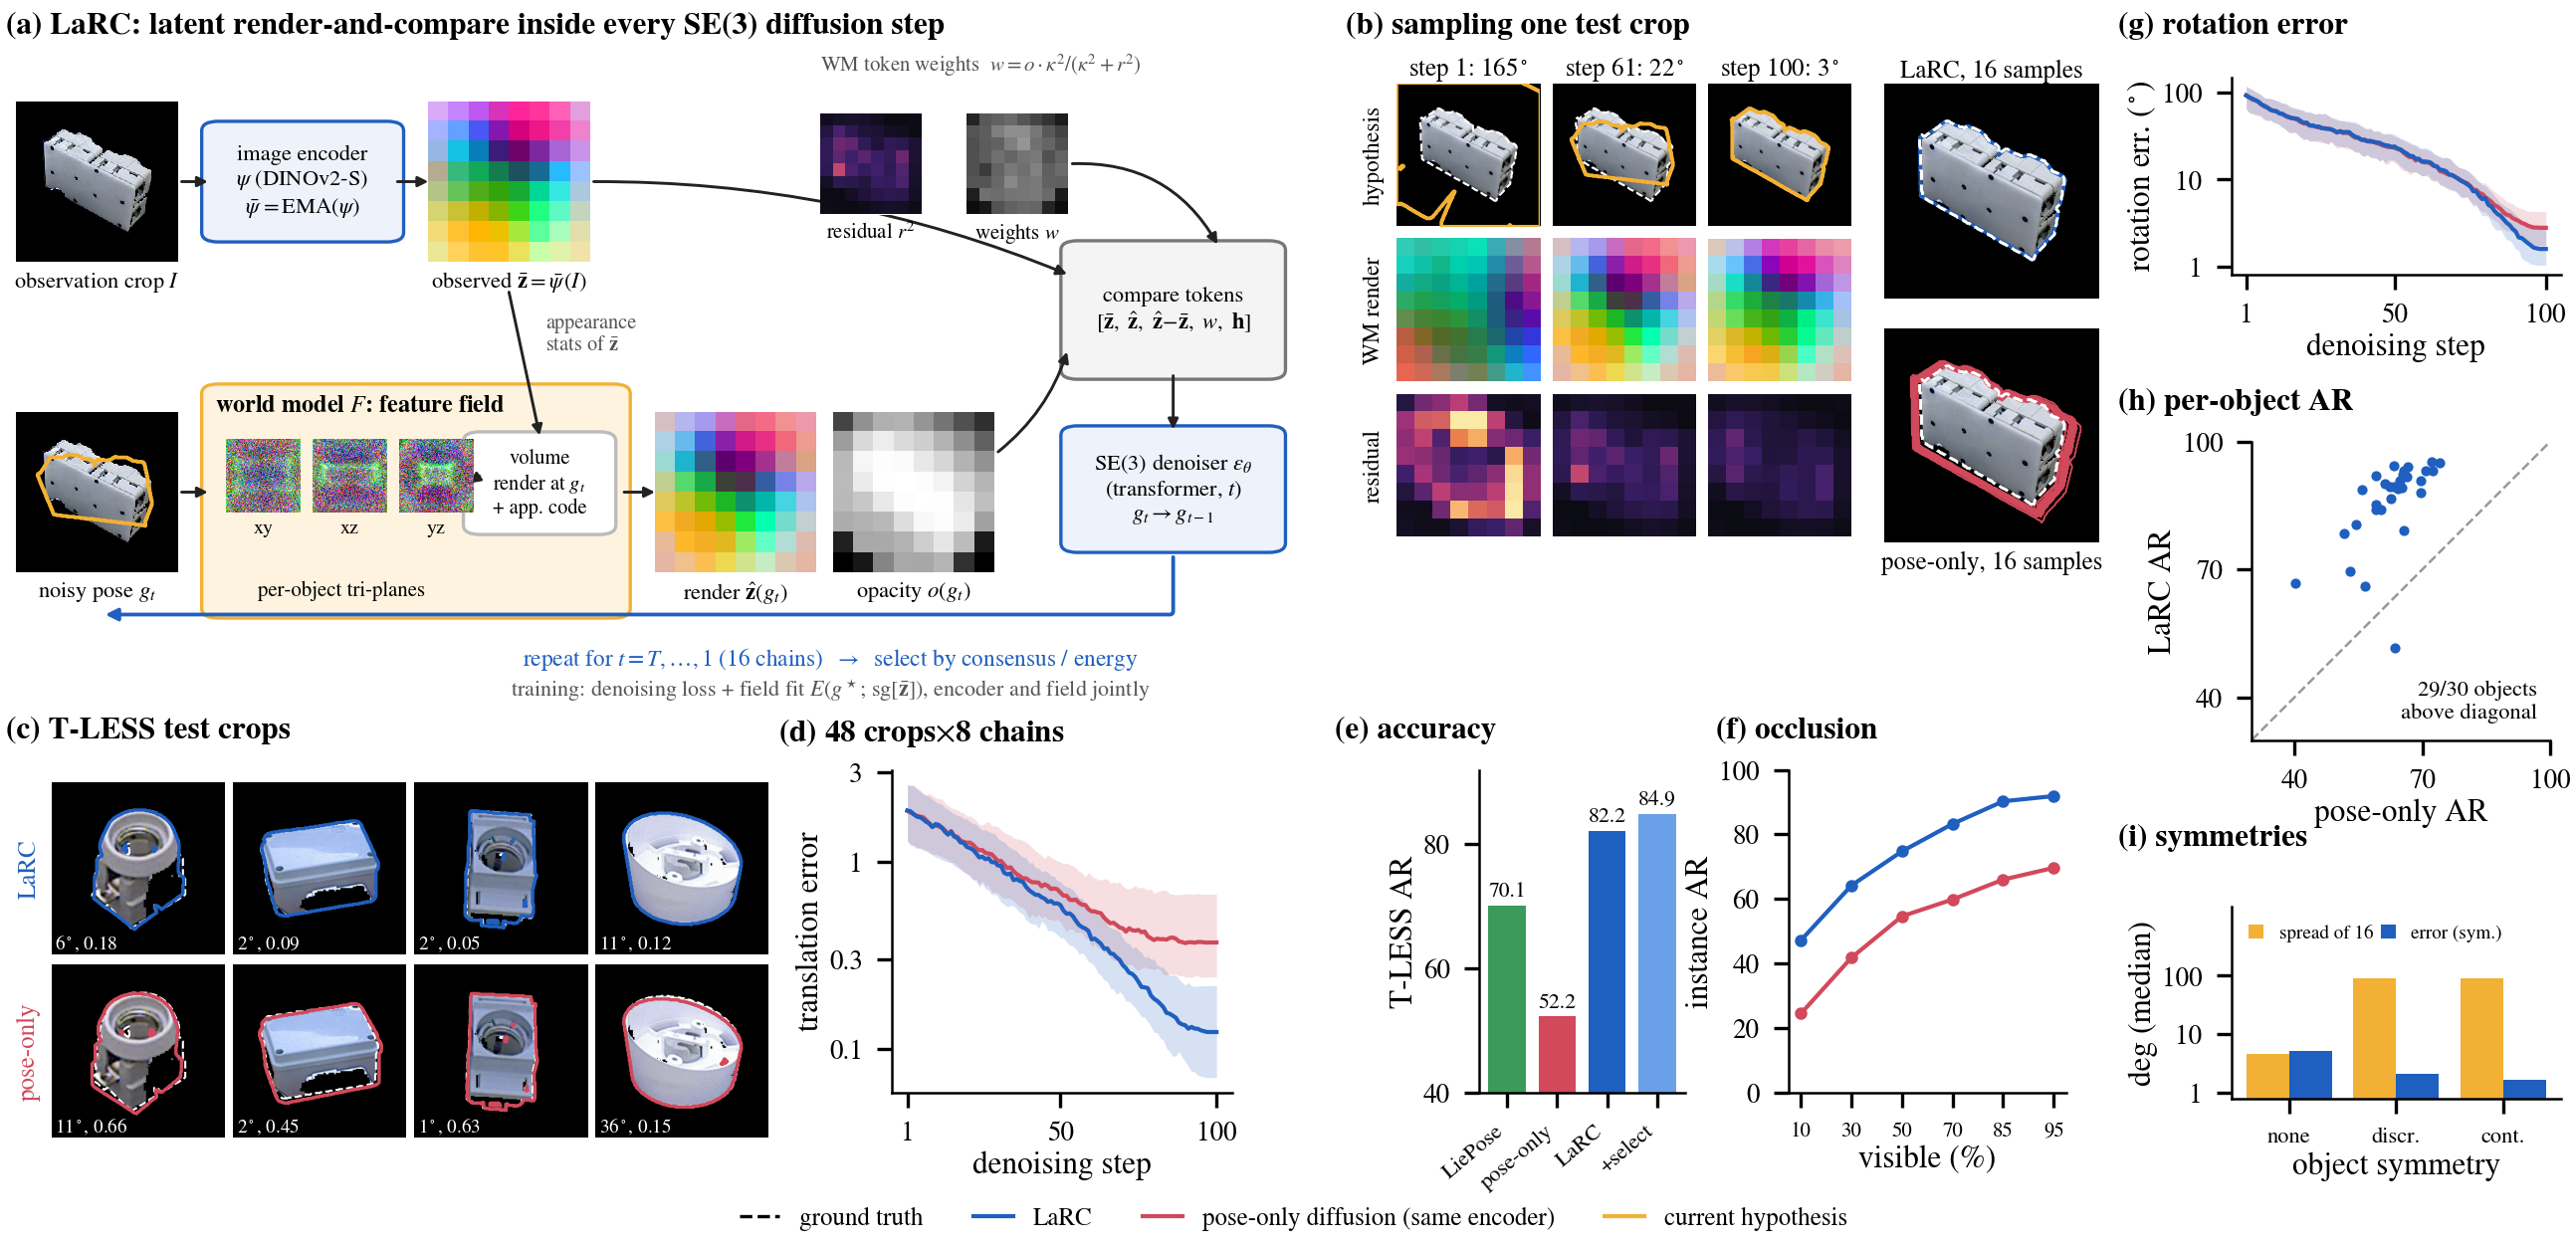 (a) LaRC: latent render-and-compare inside every SE(3) diffusion step
WM token weights w = o · κ²/(κ² + r²)
image encoder
ψ (DINOv2-S)
ψ̄ = EMA(ψ)
residual r²
weights w
observation crop I
observed z̄ = ψ̄(I)
compare tokens
[z̄, ẑ, ẑ−z̄, w, h]
appearance
stats of z̄
world model F: feature field
volume
render at gₜ
+ app. code
xy
xz
yz
SE(3) denoiser εθ
(transformer, t)
gₜ → gₜ₋₁
noisy pose gₜ
per-object tri-planes
render ẑ(gₜ)
opacity o(gₜ)
repeat for t = T, …, 1 (16 chains) → select by consensus / energy
training: denoising loss + field fit E(g⋆; sg[z̄]), encoder and field jointly
(b) sampling one test crop
step 1: 165°
step 61: 22°
step 100: 3°
LaRC, 16 samples
hypothesis
WM render
residual
pose-only, 16 samples
(c) T-LESS test crops
LaRC
6°, 0.18
2°, 0.09
2°, 0.05
11°, 0.12
pose-only
11°, 0.66
2°, 0.45
1°, 0.63
36°, 0.15
(d) 48 crops×8 chains
translation error
3
1
0.3
0.1
1
50
100
denoising step
(e) accuracy
T-LESS AR
80
60
40
70.1
52.2
82.2
84.9
LiePose
pose-only
LaRC
+select
(f) occlusion
instance AR
100
80
60
40
20
0
10
30
50
70
85
95
visible (%)
(g) rotation error
rotation err. (°)
100
10
1
1
50
100
denoising step
(h) per-object AR
LaRC AR
100
70
40
29/30 objects
above diagonal
40
70
100
pose-only AR
(i) symmetries
deg (median)
spread of 16
error (sym.)
100
10
1
none
discr.
cont.
object symmetry
ground truth
LaRC
pose-only diffusion (same encoder)
current hypothesis